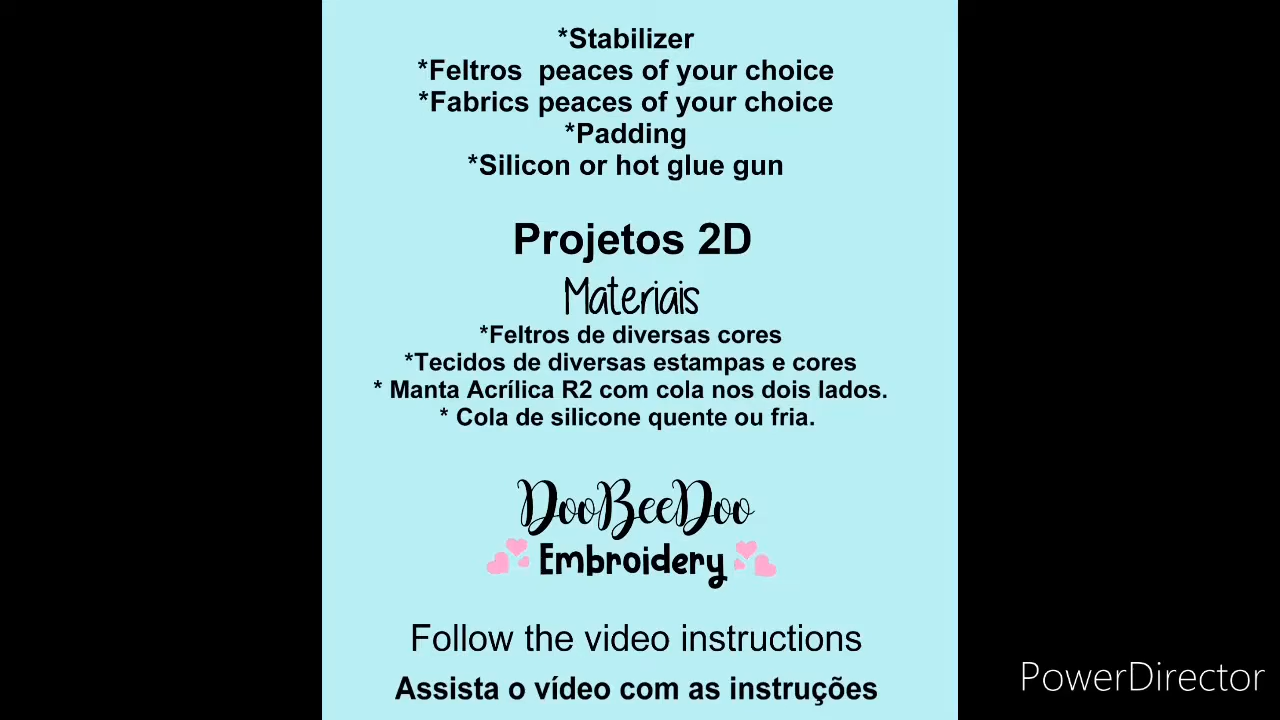 *Stabilizer
*Feltros  peaces of your choice
*Fabrics peaces of your choice
*Padding
*Silicon or hot glue gun
Projetos 2D
Materiais
*Feltros de diversas cores
*Tecidos de diversas estampas e cores
* Manta Acrílica R2 com cola nos dois lados.
* Cola de silicone quente ou fria.
DooBeeDoo
Embroidery
Follow the video instructions
Assista o vídeo com as instruções
PowerDirector